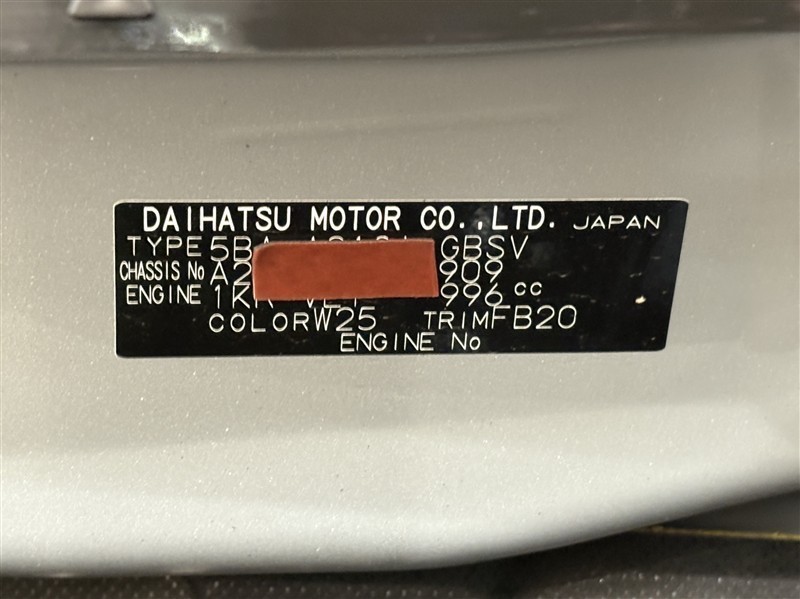 DAIHATSU MOTOR CO.,LTD. JAPAN
TYPE GBSV
CHASSIS No A2 909
ENGINE 1KR 996 cc
COLOR W25 TRIM FB20
ENGINE No